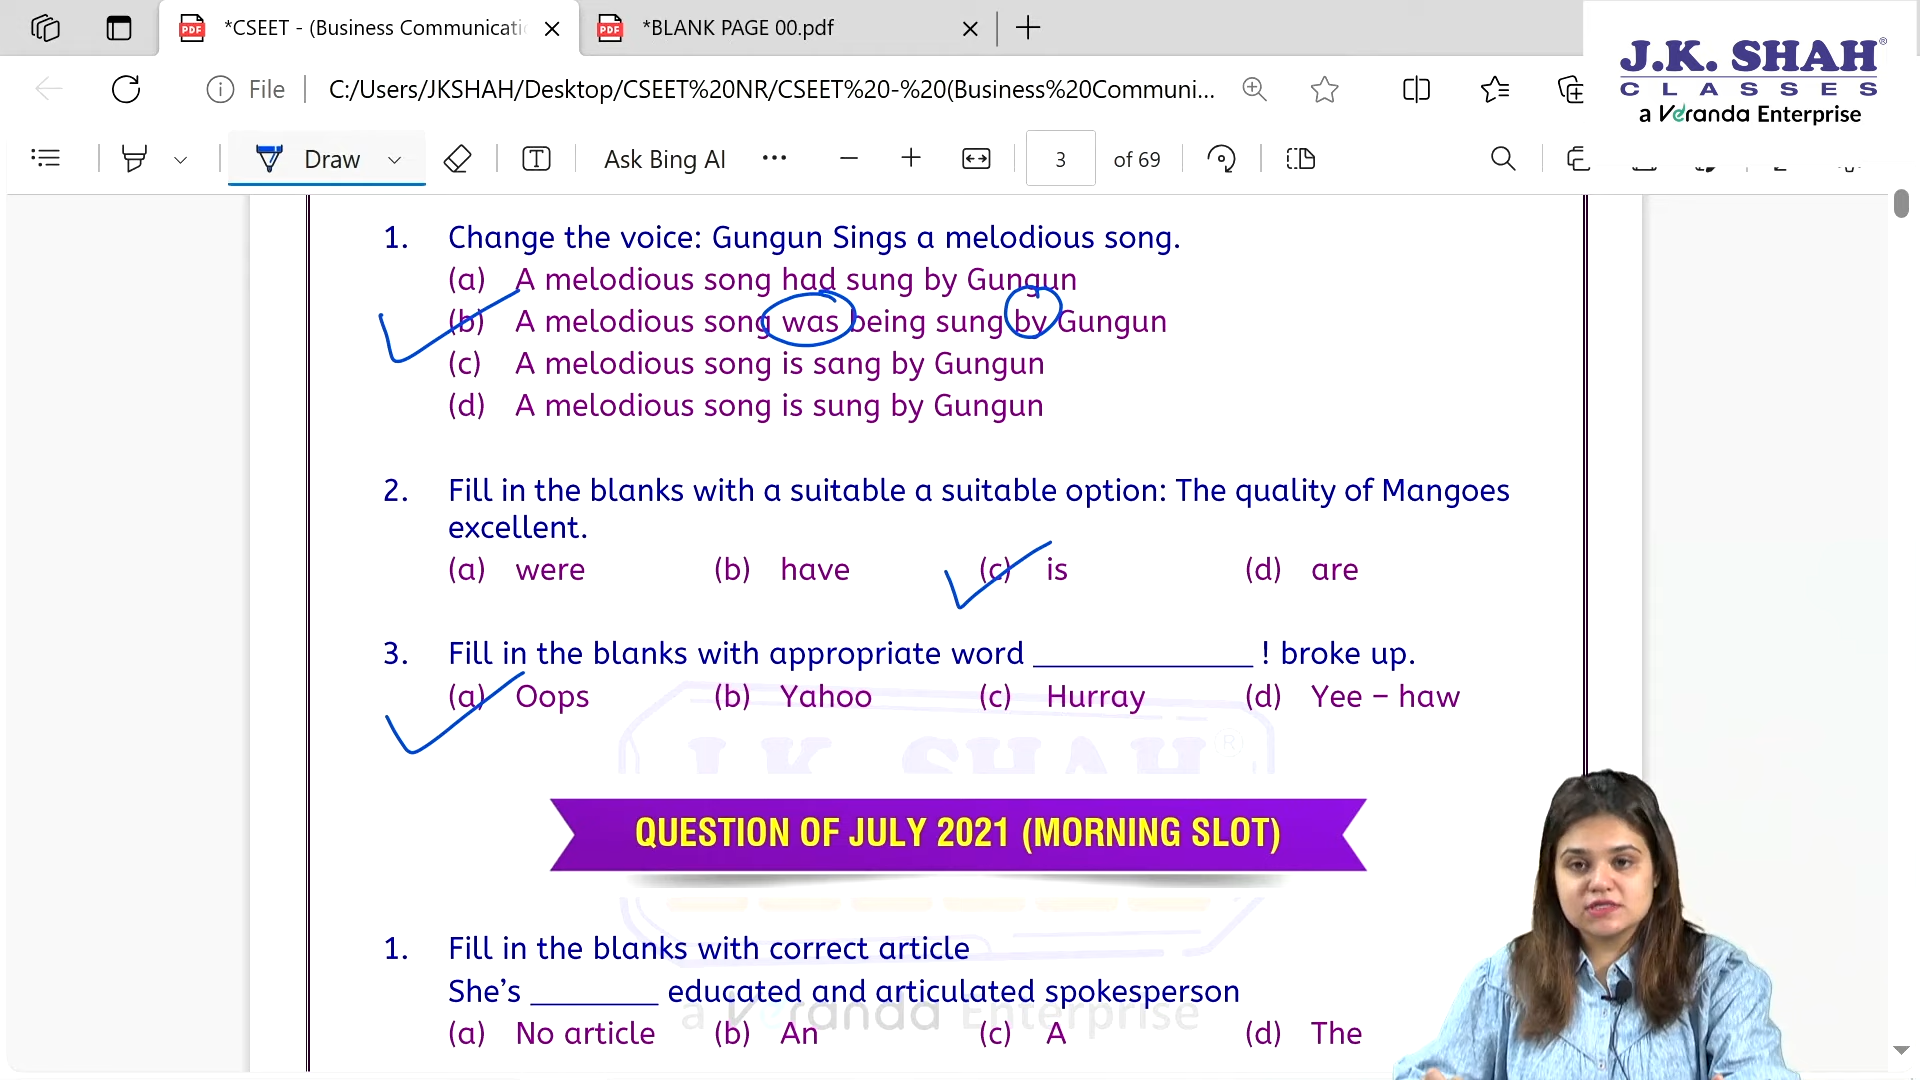 *CSEET - (Business Communicati
*BLANK PAGE 00.pdf
J.K. SHAH®
CLASSES
a Veranda Enterprise
File
C:/Users/JKSHAH/Desktop/CSEET%20NR/CSEET%20-%20(Business%20Communi...
Draw
Ask Bing AI
3
of 69
1. Change the voice: Gungun Sings a melodious song.
(a) A melodious song had sung by Gungun
(b) A melodious song was being sung by Gungun
(c) A melodious song is sang by Gungun
(d) A melodious song is sung by Gungun
2. Fill in the blanks with a suitable a suitable option: The quality of Mangoes
excellent.
(a) were (b) have (c) is (d) are
3. Fill in the blanks with appropriate word ____________ ! broke up.
(a) Oops (b) Yahoo (c) Hurray (d) Yee – haw
J.K. SHAH®
QUESTION OF JULY 2021 (MORNING SLOT)
1. Fill in the blanks with correct article
She's _______ educated and articulated spokesperson
a Veranda Enterprise
(a) No article (b) An (c) A (d) The